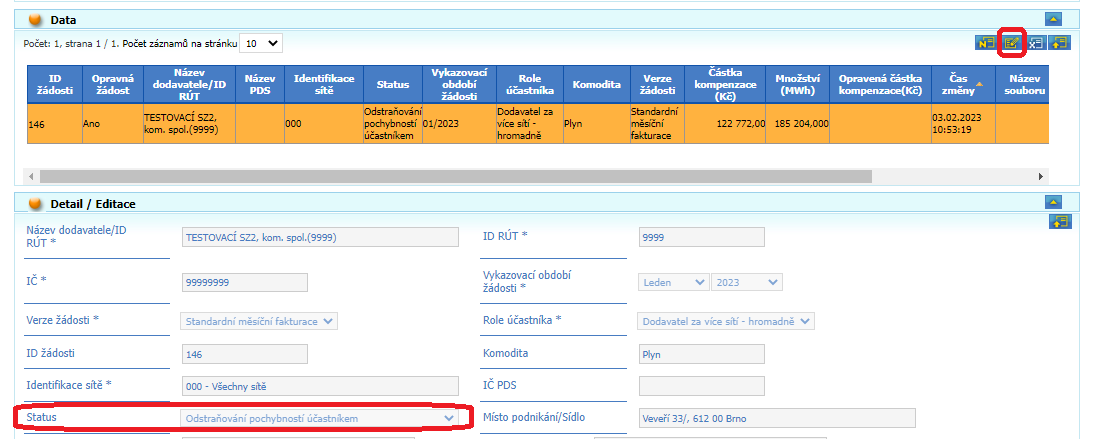 Data
Počet: 1, strana 1 / 1. Počet záznamů na stránku 10
ID žádosti Opravná žádost Název dodavatele/ID RÚT Název PDS Identifikace sítě Status Vykazovací období žádosti Role účastníka Komodita Verze žádosti Částka kompenzace (Kč) Množství (MWh) Opravená částka kompenzace(Kč) Čas změny Název souboru
146 Ano TESTOVACÍ SZ2, kom. spol.(9999) 000 Odstraňování pochybností účastníkem 01/2023 Dodavatel za více sítí - hromadně Plyn Standardní měsíční fakturace 122 772,00 185 204,000 03.02.2023 10:53:19
Detail / Editace
Název dodavatele/ID RÚT * TESTOVACÍ SZ2, kom. spol.(9999) ID RÚT * 9999
IČ * 99999999 Vykazovací období žádosti * Leden 2023
Verze žádosti * Standardní měsíční fakturace Role účastníka * Dodavatel za více sítí - hromadně
ID žádosti 146 Komodita Plyn
Identifikace sítě * 000 - Všechny sítě IČ PDS
Status Odstraňování pochybností účastníkem Místo podnikání/Sídlo Veveří 33/, 612 00 Brno